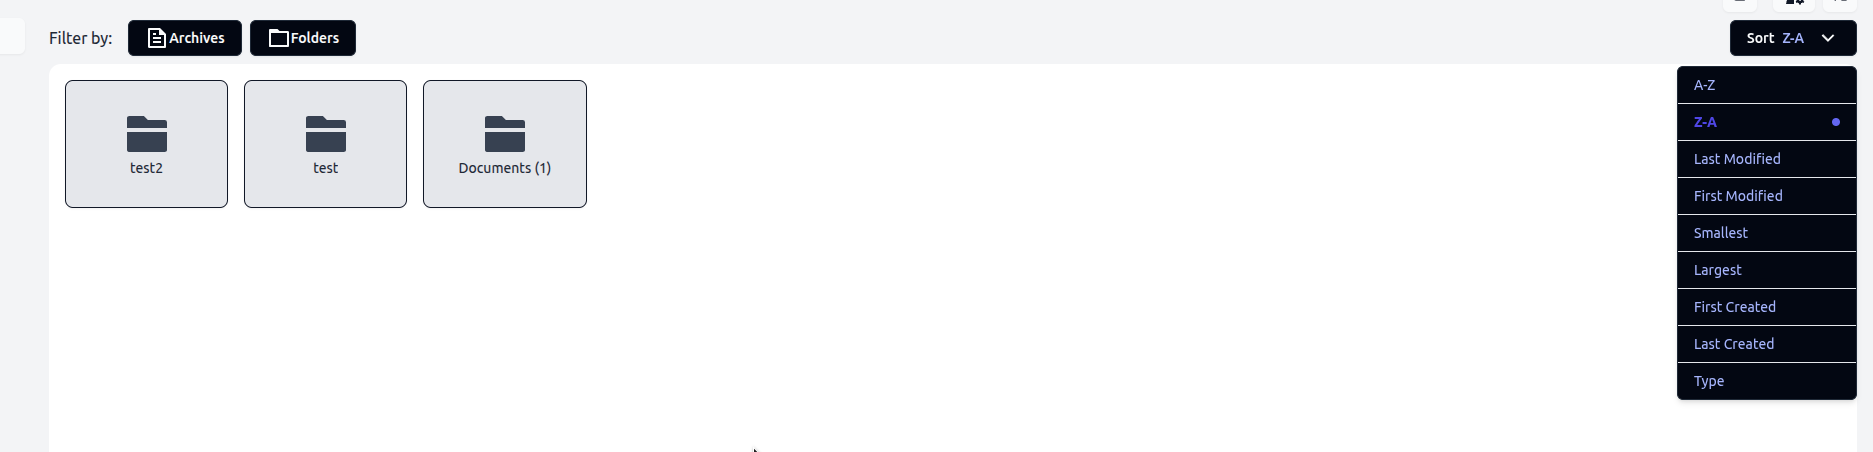 Filter by: Archives Folders Sort Z-A
A-Z
Z-A
Last Modified
First Modified
Smallest
Largest
First Created
Last Created
Type
test2 test Documents (1)